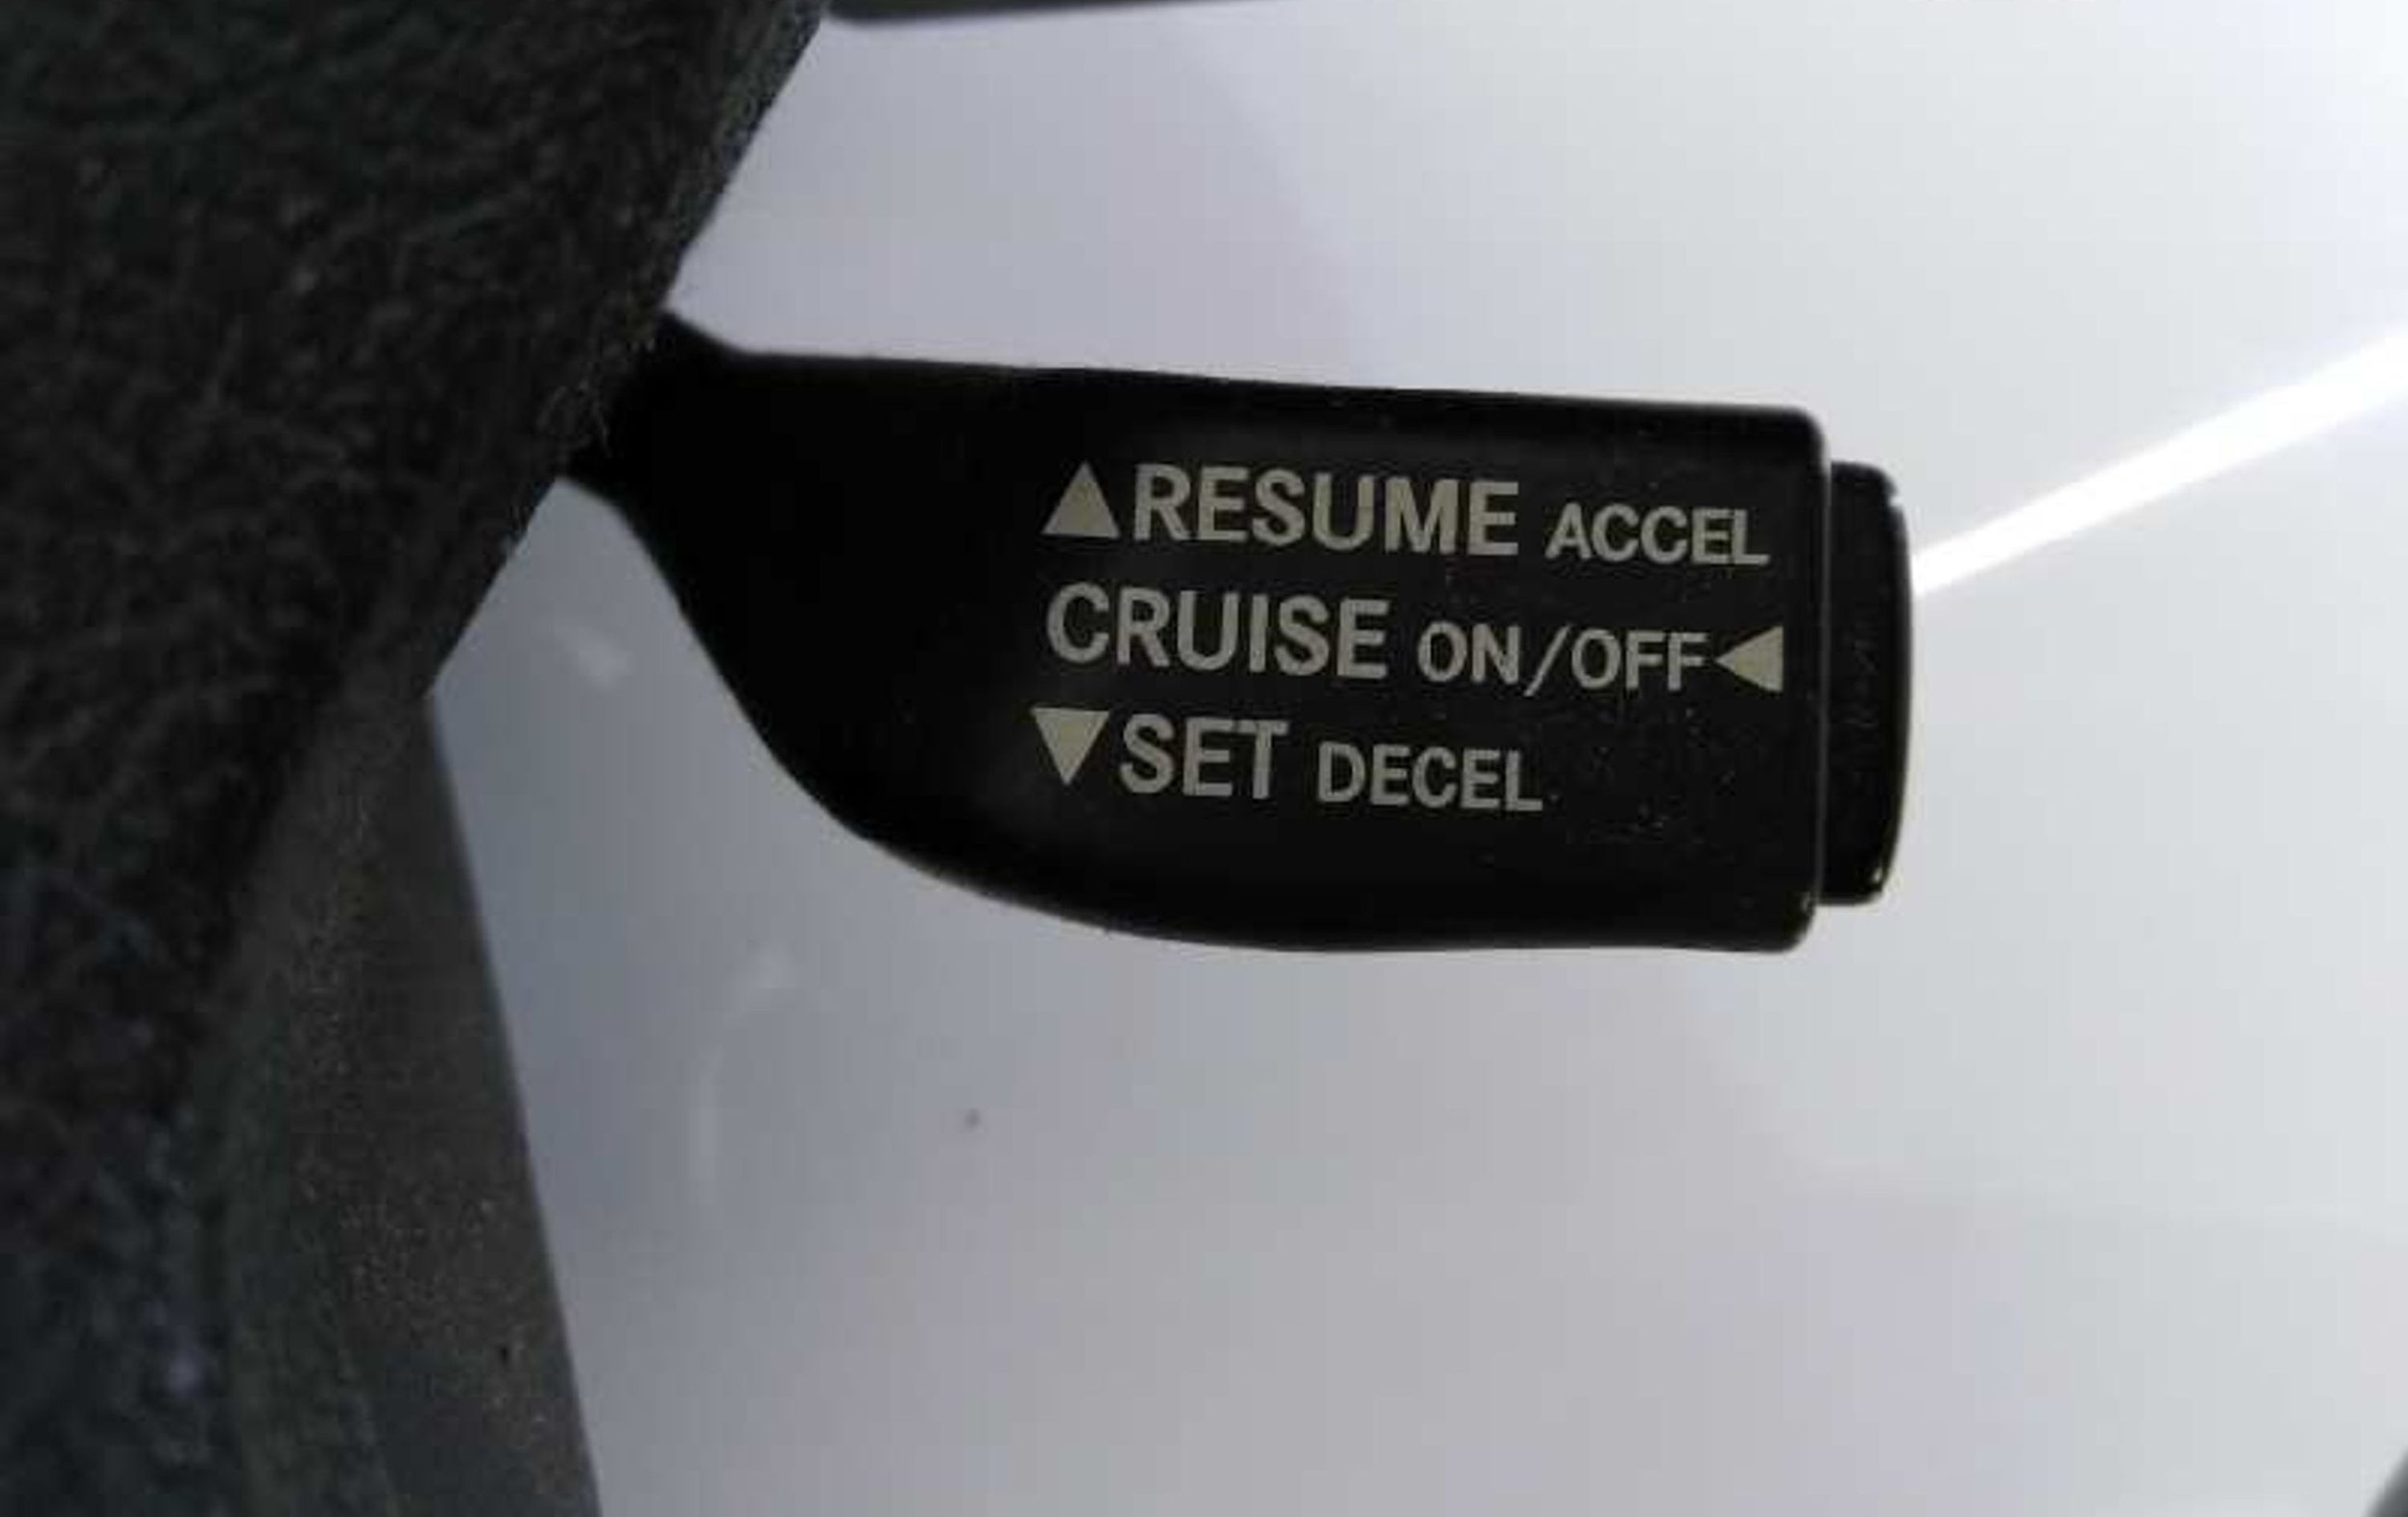 ▲RESUME ACCEL
CRUISE ON/OFF◀
▼SET DECEL